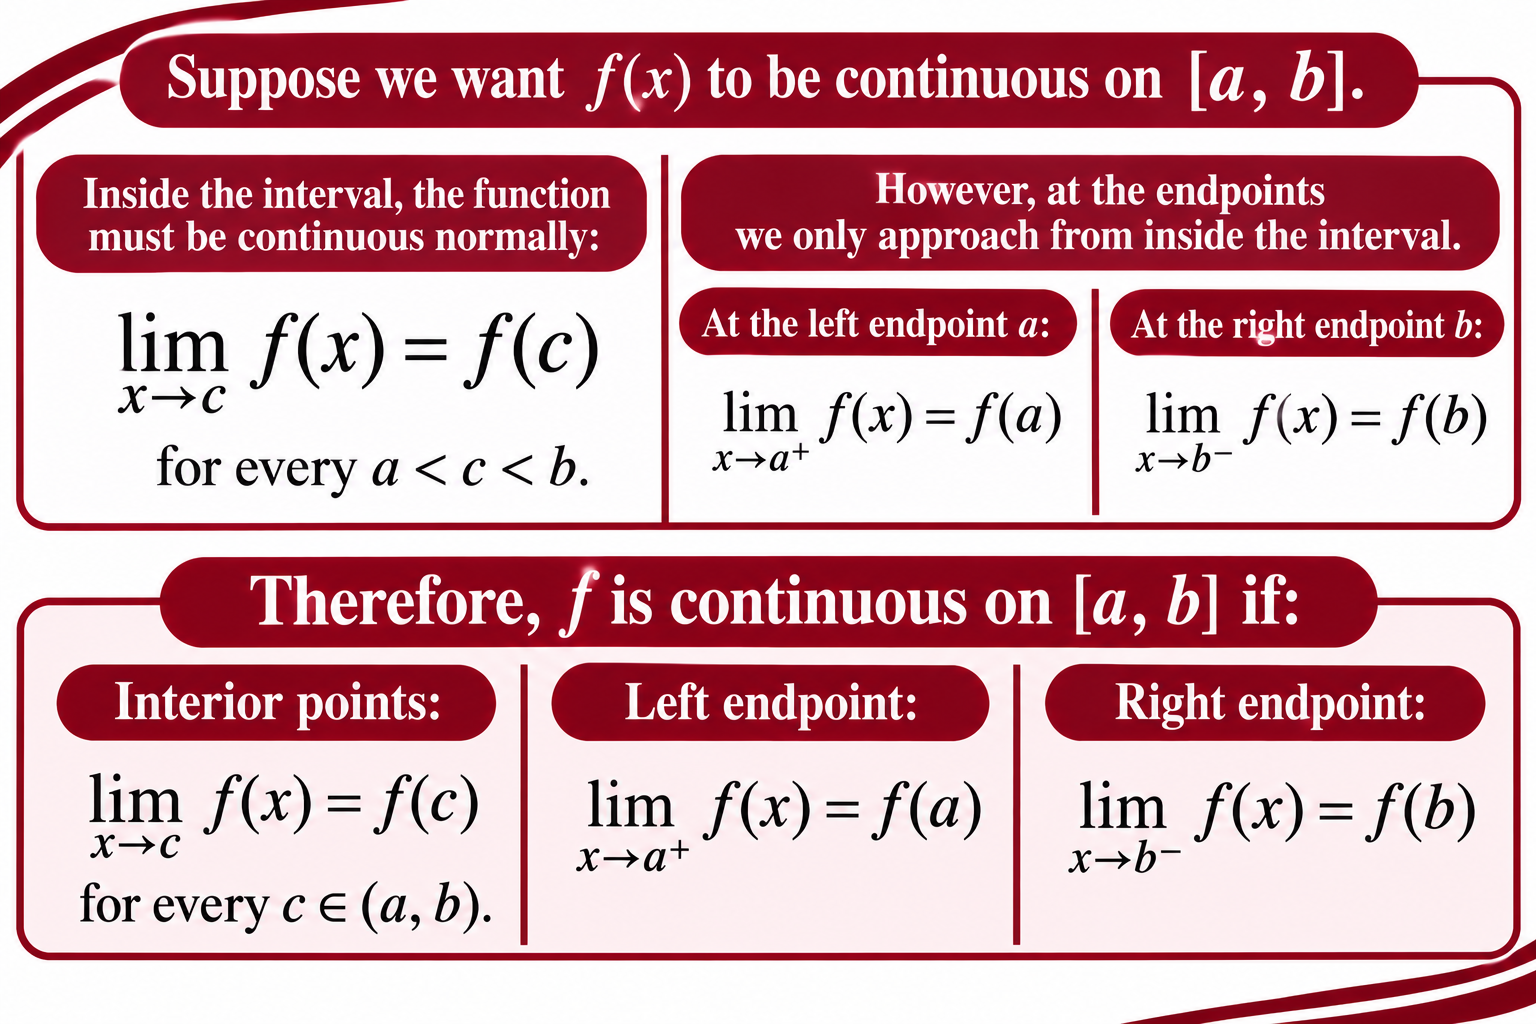 Suppose we want f(x) to be continuous on [a, b].
Inside the interval, the function
must be continuous normally:
lim x→c f(x) = f(c)
for every a < c < b.
However, at the endpoints
we only approach from inside the interval.
At the left endpoint a:
lim x→a⁺ f(x) = f(a)
At the right endpoint b:
lim x→b⁻ f(x) = f(b)
Therefore, f is continuous on [a, b] if:
Interior points:
lim x→c f(x) = f(c)
for every c ∈ (a, b).
Left endpoint:
lim x→a⁺ f(x) = f(a)
Right endpoint:
lim x→b⁻ f(x) = f(b)